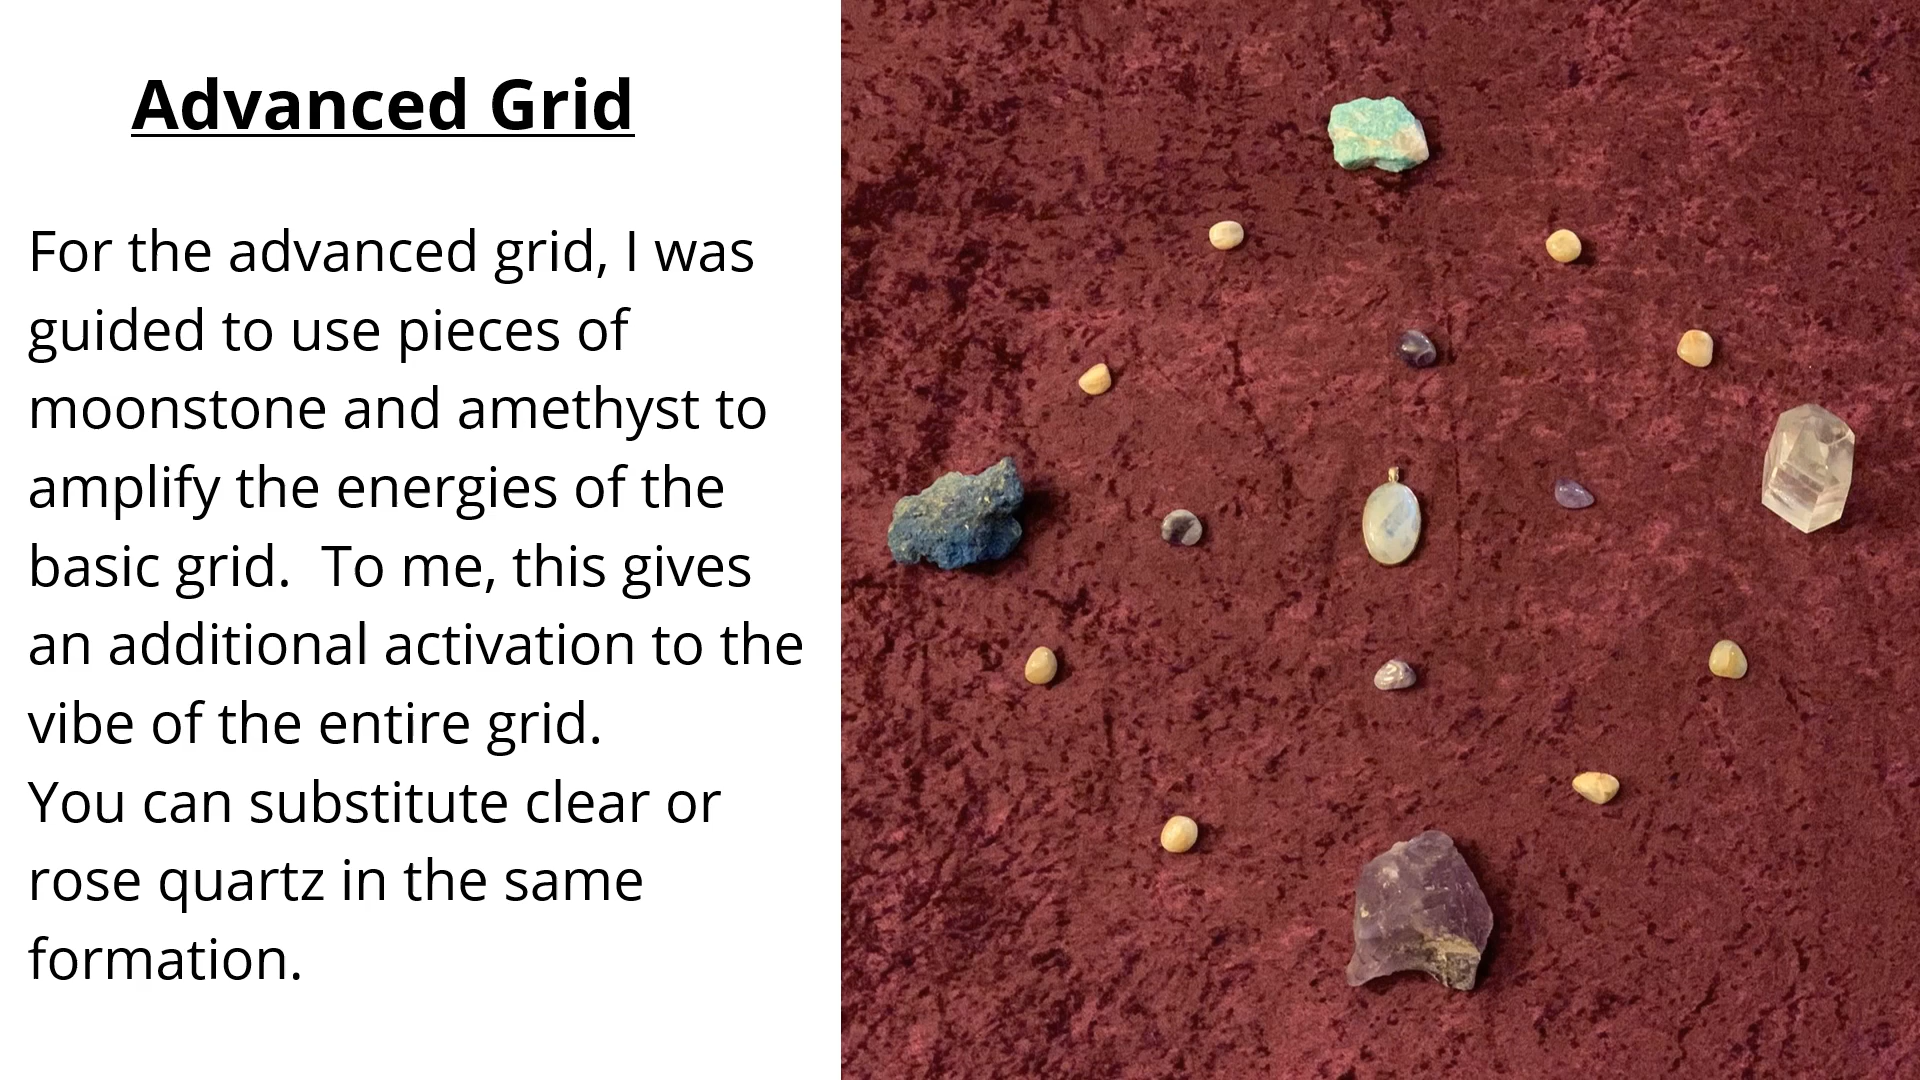 Advanced Grid
For the advanced grid, I was
guided to use pieces of
moonstone and amethyst to
amplify the energies of the
basic grid.  To me, this gives
an additional activation to the
vibe of the entire grid.
You can substitute clear or
rose quartz in the same
formation.